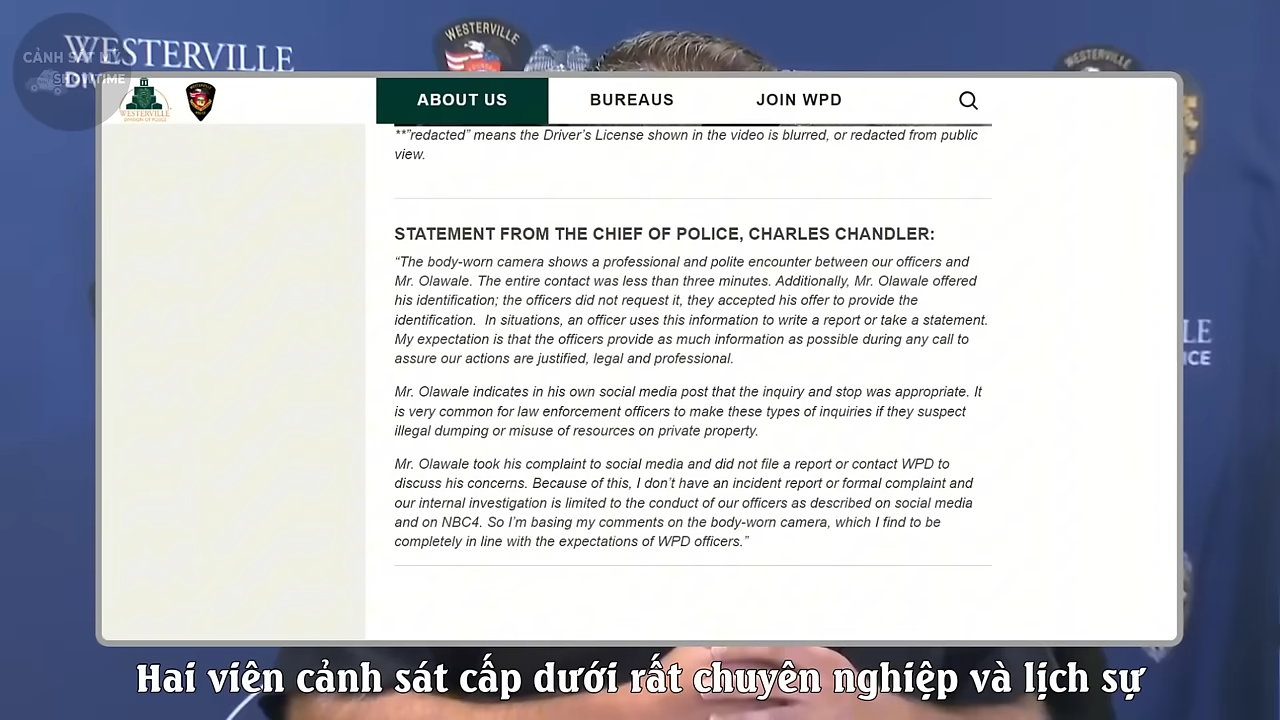 WESTERVILLE
WESTERVILLE
WESTERVILLE
CẢNH SÁT MỸ
SHOWTIME
WESTERVILLE
DIVISION OF POLICE
ABOUT US
BUREAUS
JOIN WPD
**"redacted" means the Driver's License shown in the video is blurred, or redacted from public
view.
STATEMENT FROM THE CHIEF OF POLICE, CHARLES CHANDLER:
“The body-worn camera shows a professional and polite encounter between our officers and
Mr. Olawale. The entire contact was less than three minutes. Additionally, Mr. Olawale offered
his identification; the officers did not request it, they accepted his offer to provide the
identification.  In situations, an officer uses this information to write a report or take a statement.
My expectation is that the officers provide as much information as possible during any call to
assure our actions are justified, legal and professional.
Mr. Olawale indicates in his own social media post that the inquiry and stop was appropriate. It
is very common for law enforcement officers to make these types of inquiries if they suspect
illegal dumping or misuse of resources on private property.
Mr. Olawale took his complaint to social media and did not file a report or contact WPD to
discuss his concerns. Because of this, I don't have an incident report or formal complaint and
our internal investigation is limited to the conduct of our officers as described on social media
and on NBC4. So I'm basing my comments on the body-worn camera, which I find to be
completely in line with the expectations of WPD officers.”
Hai viên cảnh sát cấp dưới rất chuyên nghiệp và lịch sự